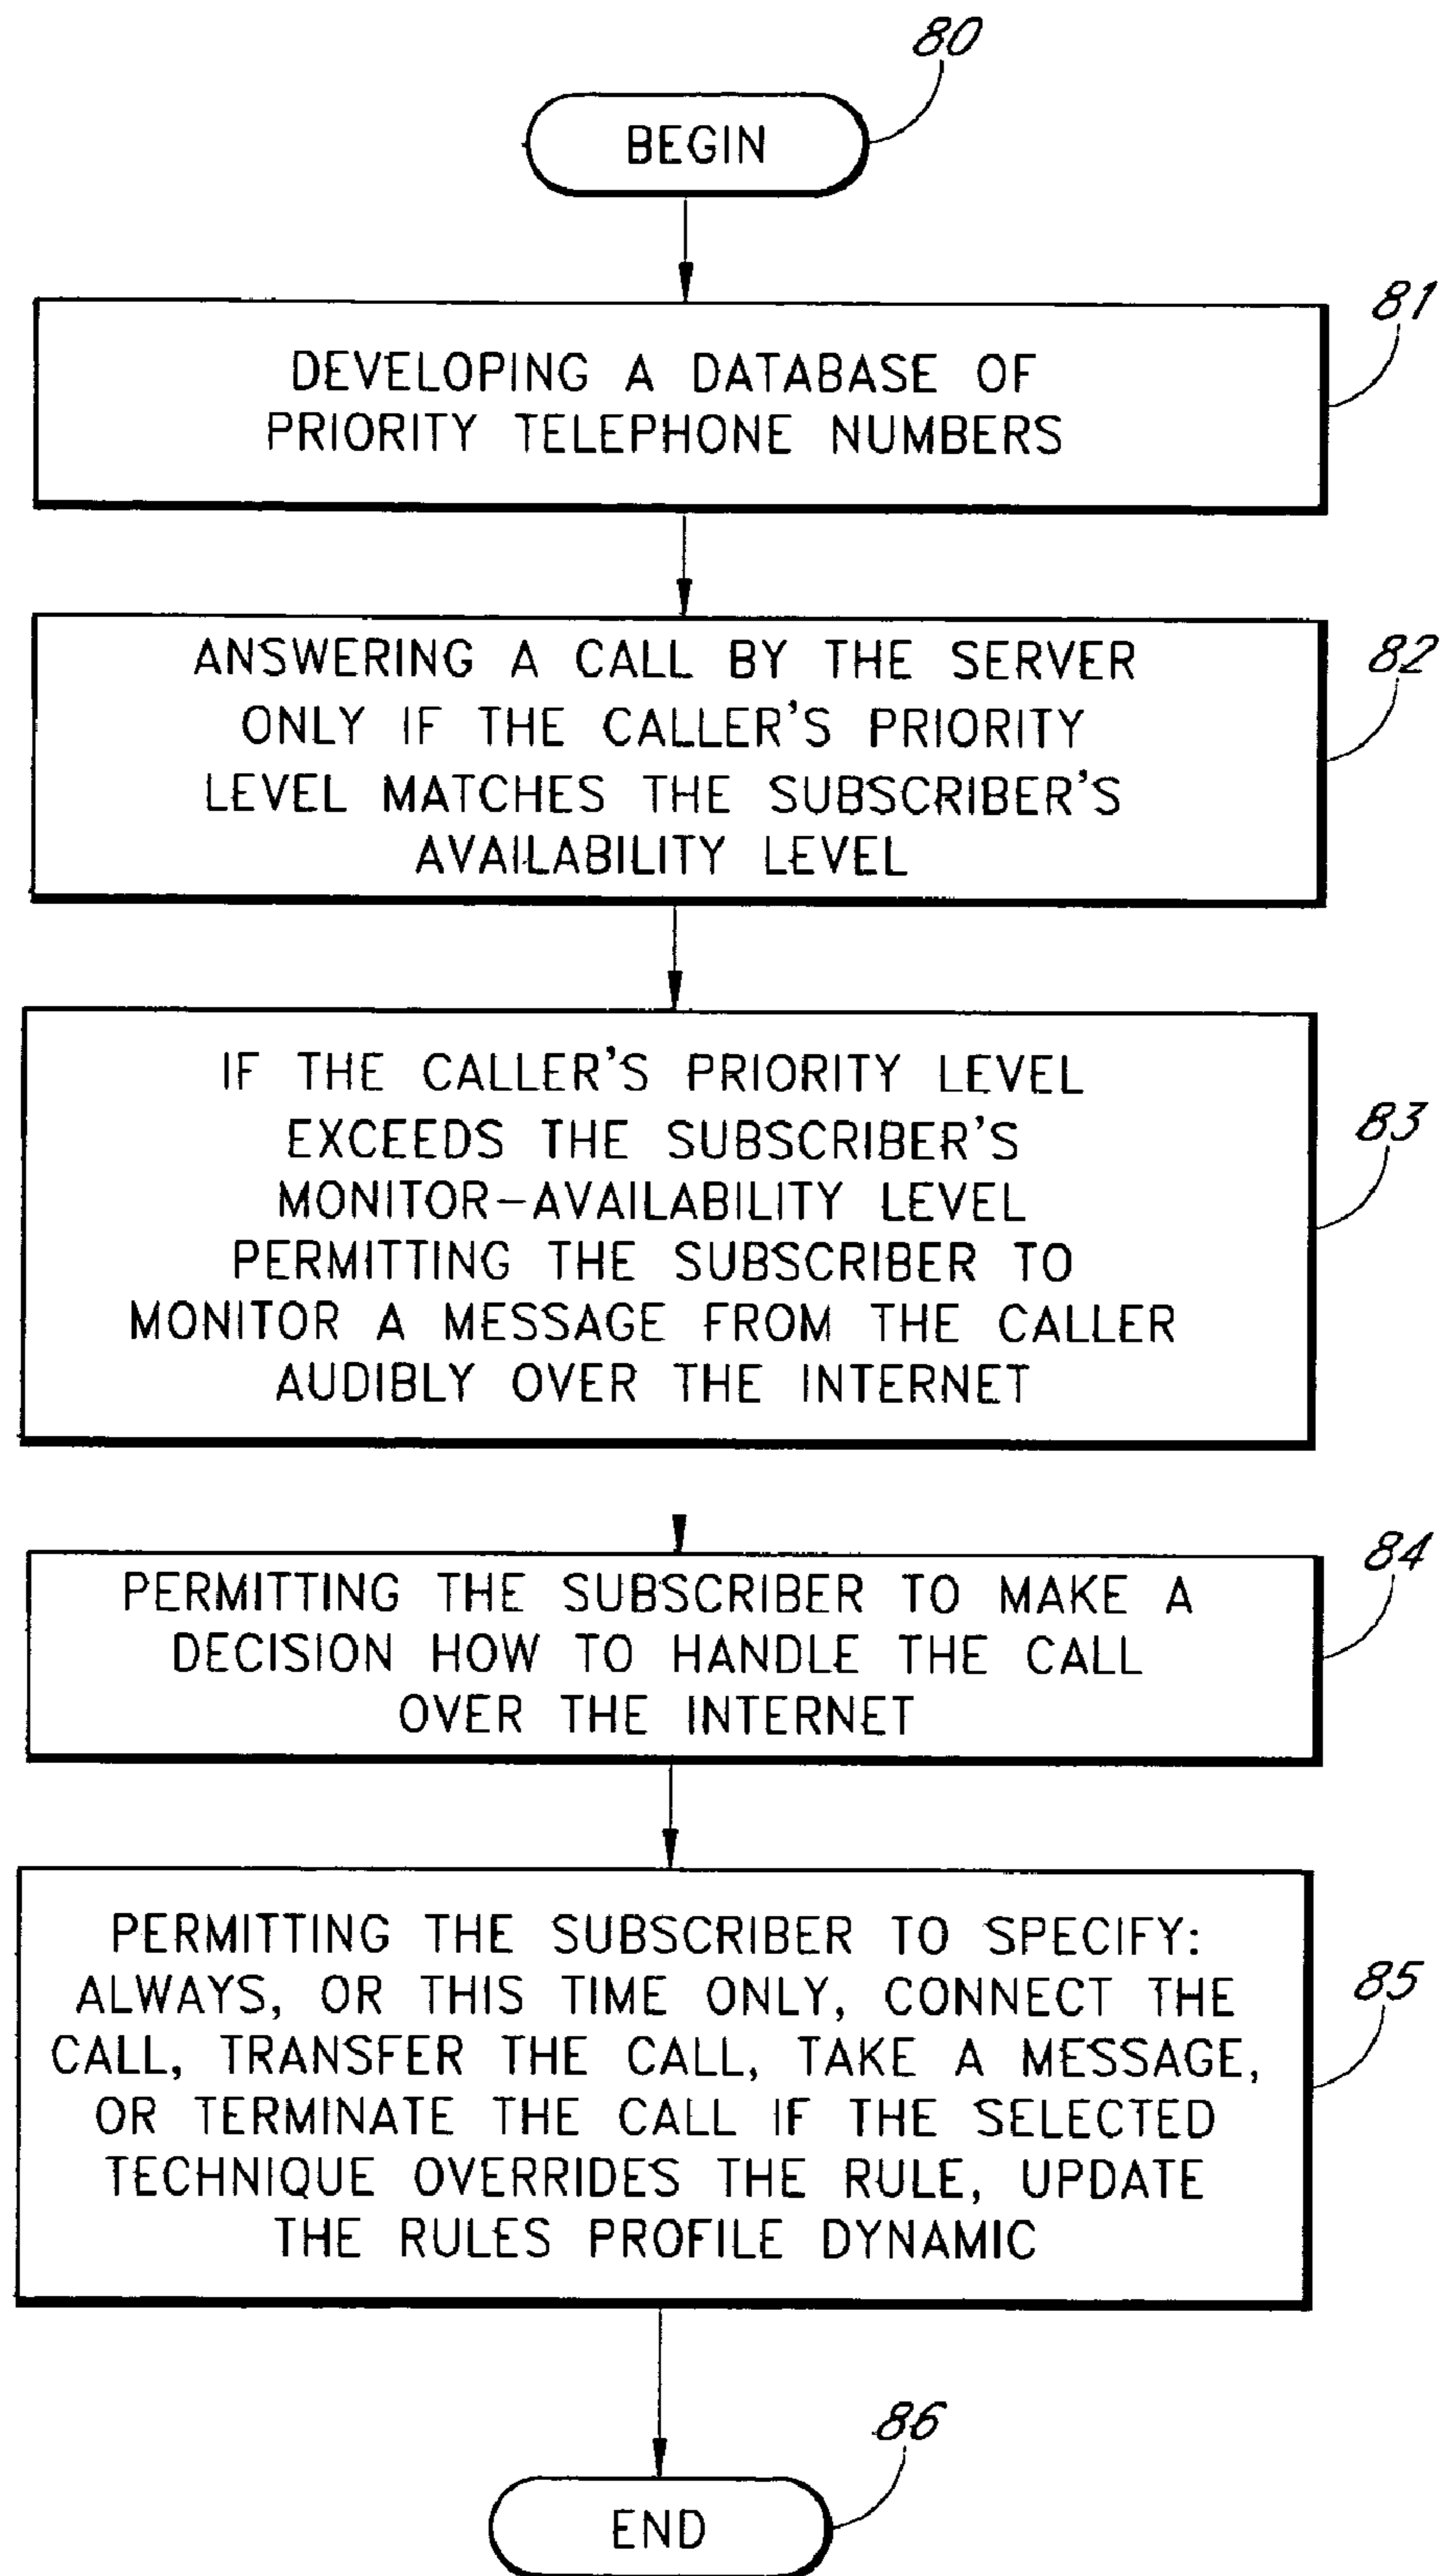 80
BEGIN
81
DEVELOPING A DATABASE OF
PRIORITY TELEPHONE NUMBERS
82
ANSWERING A CALL BY THE SERVER
ONLY IF THE CALLER'S PRIORITY
LEVEL MATCHES THE SUBSCRIBER'S
AVAILABILITY LEVEL
83
IF THE CALLER'S PRIORITY LEVEL
EXCEEDS THE SUBSCRIBER'S
MONITOR-AVAILABILITY LEVEL
PERMITTING THE SUBSCRIBER TO
MONITOR A MESSAGE FROM THE CALLER
AUDIBLY OVER THE INTERNET
84
PERMITTING THE SUBSCRIBER TO MAKE A
DECISION HOW TO HANDLE THE CALL
OVER THE INTERNET
85
PERMITTING THE SUBSCRIBER TO SPECIFY:
ALWAYS, OR THIS TIME ONLY, CONNECT THE
CALL, TRANSFER THE CALL, TAKE A MESSAGE,
OR TERMINATE THE CALL IF THE SELECTED
TECHNIQUE OVERRIDES THE RULE, UPDATE
THE RULES PROFILE DYNAMIC
86
END